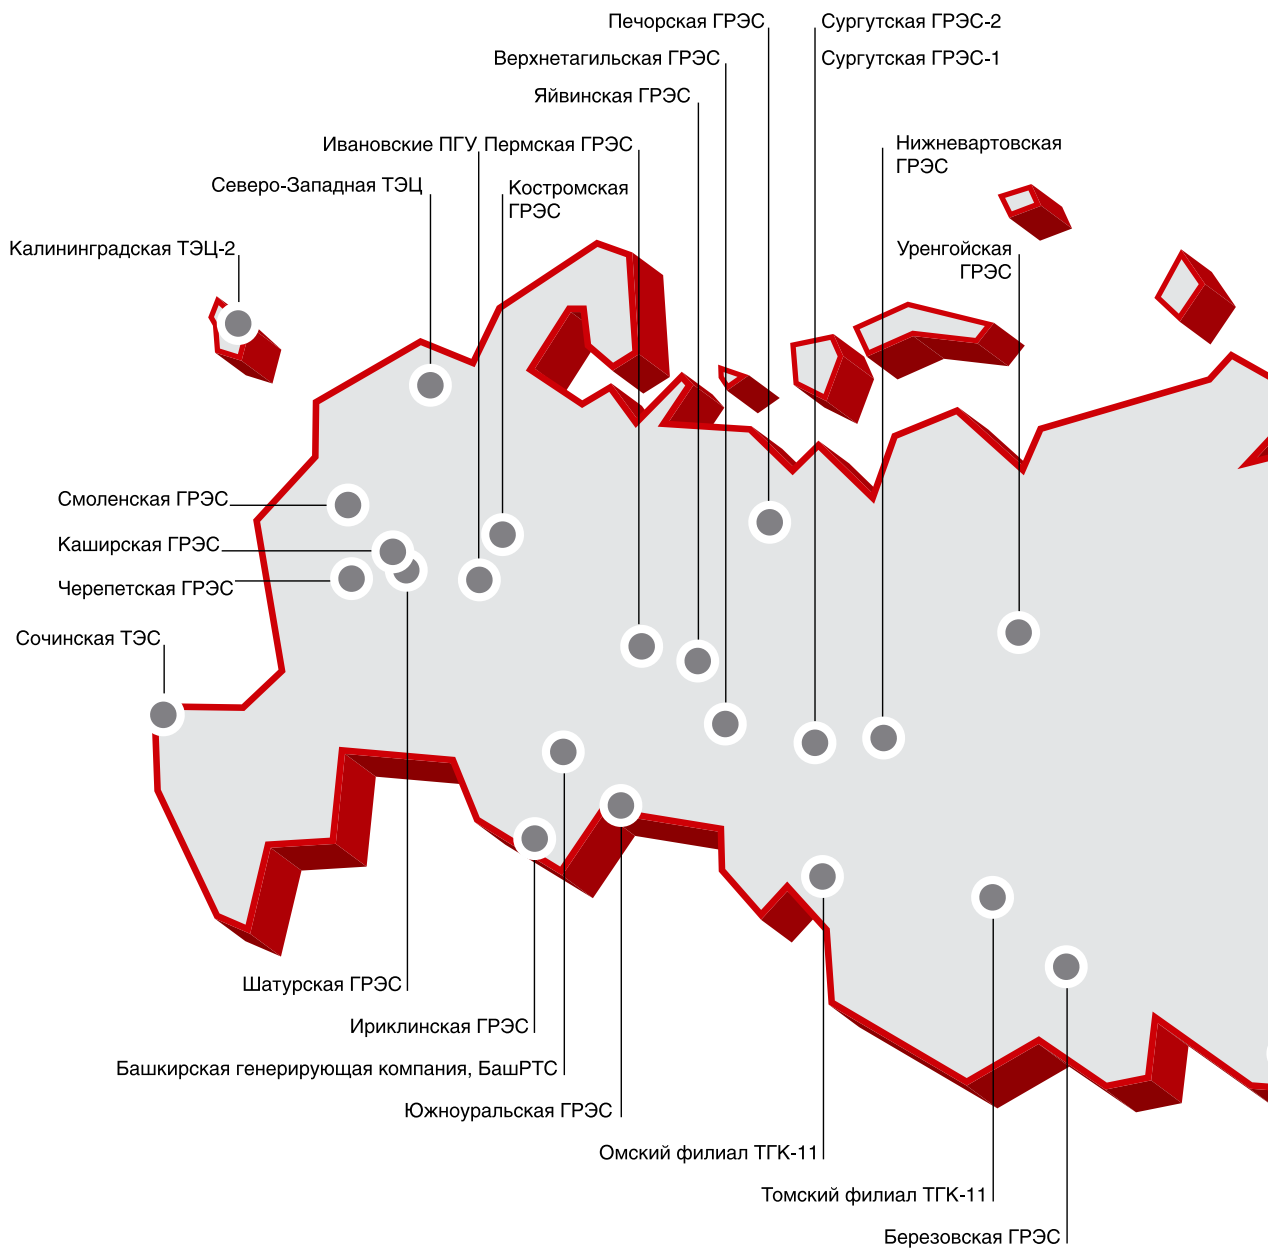 Печорская ГРЭС
Сургутская ГРЭС-2
Верхнетагильская ГРЭС
Сургутская ГРЭС-1
Яйвинская ГРЭС
Ивановские ПГУ
Пермская ГРЭС
Нижневартовская
ГРЭС
Северо-Западная ТЭЦ
Костромская
ГРЭС
Калининградская ТЭЦ-2
Уренгойская
ГРЭС
Смоленская ГРЭС
Каширская ГРЭС
Черепетская ГРЭС
Сочинская ТЭС
Шатурская ГРЭС
Ириклинская ГРЭС
Башкирская генерирующая компания, БашРТС
Южноуральская ГРЭС
Омский филиал ТГК-11
Томский филиал ТГК-11
Березовская ГРЭС